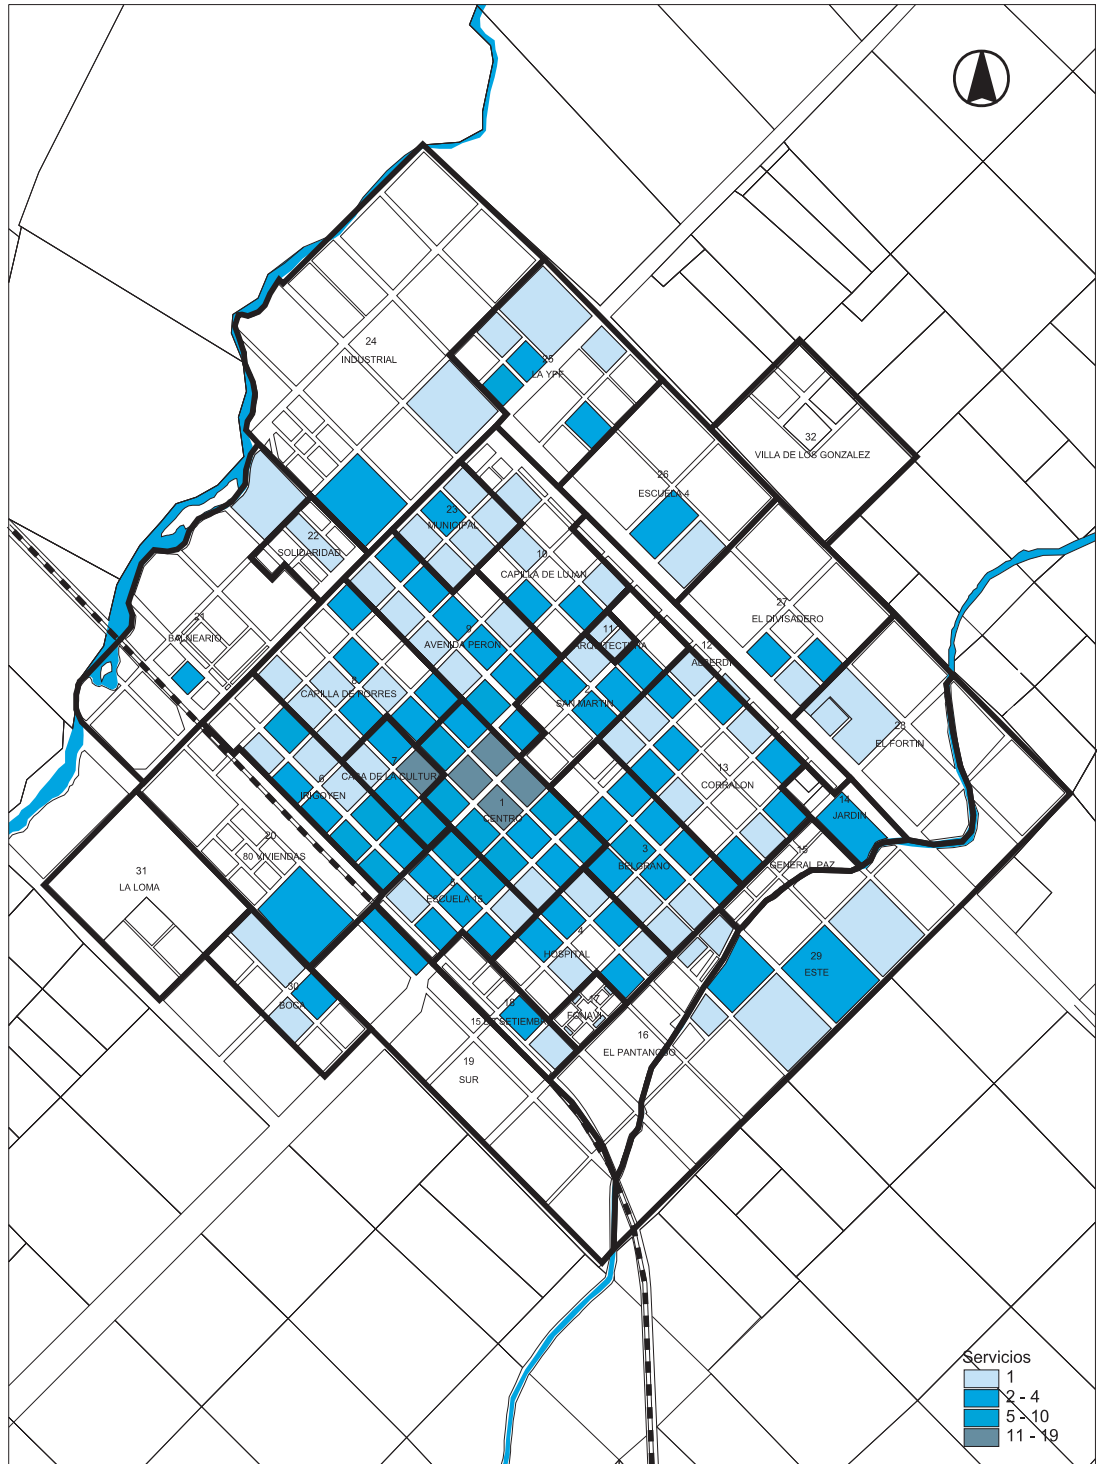 24
INDUSTRIAL
25
LA YPF
32
VILLA DE LOS GONZALEZ
26
ESCUELA 4
23
MUNICIPAL
22
SOLIDARIDAD
10
CAPILLA DE LUJAN
27
EL DIVISADERO
21
BALNEARIO
9
AVENIDA PERON
11
ARQUITECTURA
12
ALBERDI
8
CAPILLA DE PORRES
2
SAN MARTIN
28
EL FORTIN
7
CASA DE LA CULTURA
13
CORRALON
6
IRIGOYEN
1
CENTRO
14
JARDIN
20
80 VIVIENDAS
3
BELGRANO
15
GENERAL PAZ
31
LA LOMA
5
ESCUELA 15
4
HOSPITAL
29
ESTE
30
BOCA
18
15 DE SETIEMBRE
FONAVI
16
EL PANTANOSO
19
SUR
Servicios
1
2 - 4
5 - 10
11 - 19